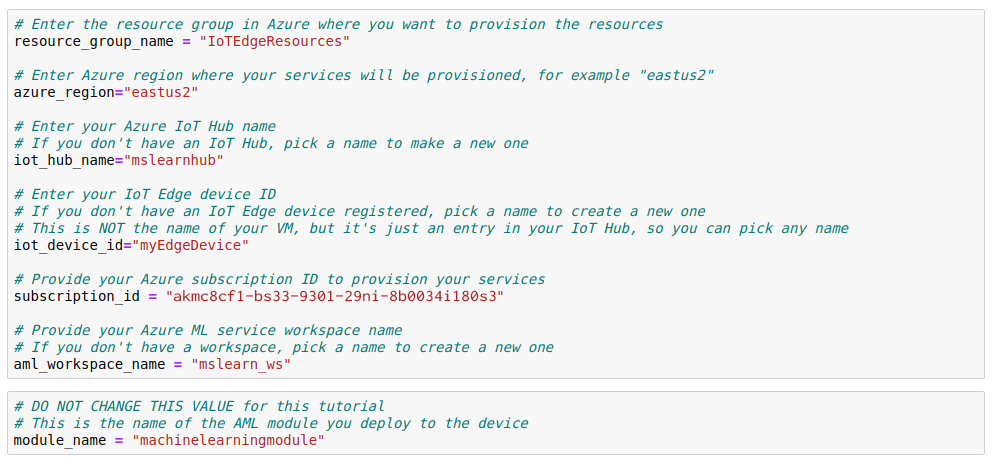 # Enter the resource group in Azure where you want to provision the resources
resource_group_name = "IoTEdgeResources"
# Enter Azure region where your services will be provisioned, for example "eastus2"
azure_region="eastus2"
# Enter your Azure IoT Hub name
# If you don't have an IoT Hub, pick a name to make a new one
iot_hub_name="mslearnhub"
# Enter your IoT Edge device ID
# If you don't have an IoT Edge device registered, pick a name to create a new one
# This is NOT the name of your VM, but it's just an entry in your IoT Hub, so you can pick any name
iot_device_id="myEdgeDevice"
# Provide your Azure subscription ID to provision your services
subscription_id = "akmc8cf1-bs33-9301-29ni-8b0034i180s3"
# Provide your Azure ML service workspace name
# If you don't have a workspace, pick a name to create a new one
aml_workspace_name = "mslearn_ws"
# DO NOT CHANGE THIS VALUE for this tutorial
# This is the name of the AML module you deploy to the device
module_name = "machinelearningmodule"